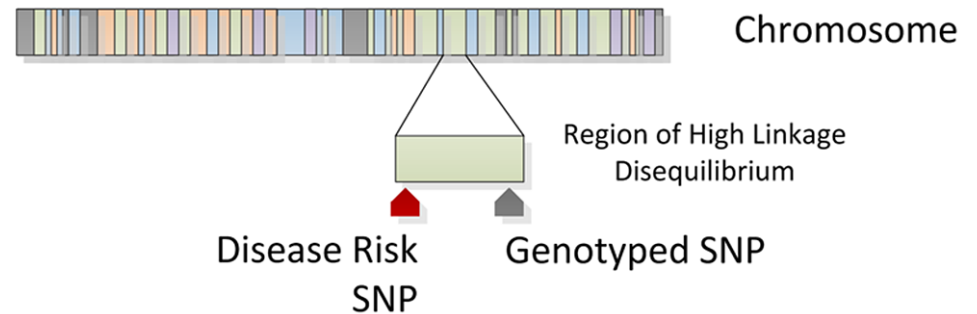 Chromosome
Region of High Linkage
Disequilibrium
Disease Risk
SNP
Genotyped SNP